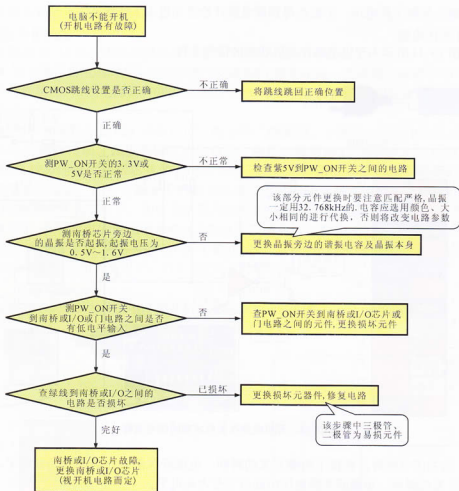 电脑不能开机
(开机电路有故障)
CMOS跳线设置是否正确
不正确
将跳线跳回正确位置
正确
测PW_ON开关的3.3V或
5V是否正常
不正常
检查紫5V到PW_ON开关之间的电路
正常
该部分元件更换时要注意匹配严格,晶振
一定用32.768kHz的,电容应选用颜色、大
小相同的进行代换,否则将改变电路参数
测南桥芯片旁边
的晶振是否起振,起振电压为
0.5V～1.6V
否
更换晶振旁边的谐振电容及晶振本身
是
测PW_ON开关
到南桥或I/O或门电路之间是否
有低电平输入
否
查PW_ON开关到南桥或I/O芯片或
门电路之间的元件,更换损坏元件
是
查绿线到南桥或I/O之间的
电路是否损坏
已损坏
更换损坏元器件,修复电路
该步骤中三极管、
二极管为易损元件
完好
南桥或I/O芯片故障,
更换南桥或I/O芯片
(视开机电路而定)